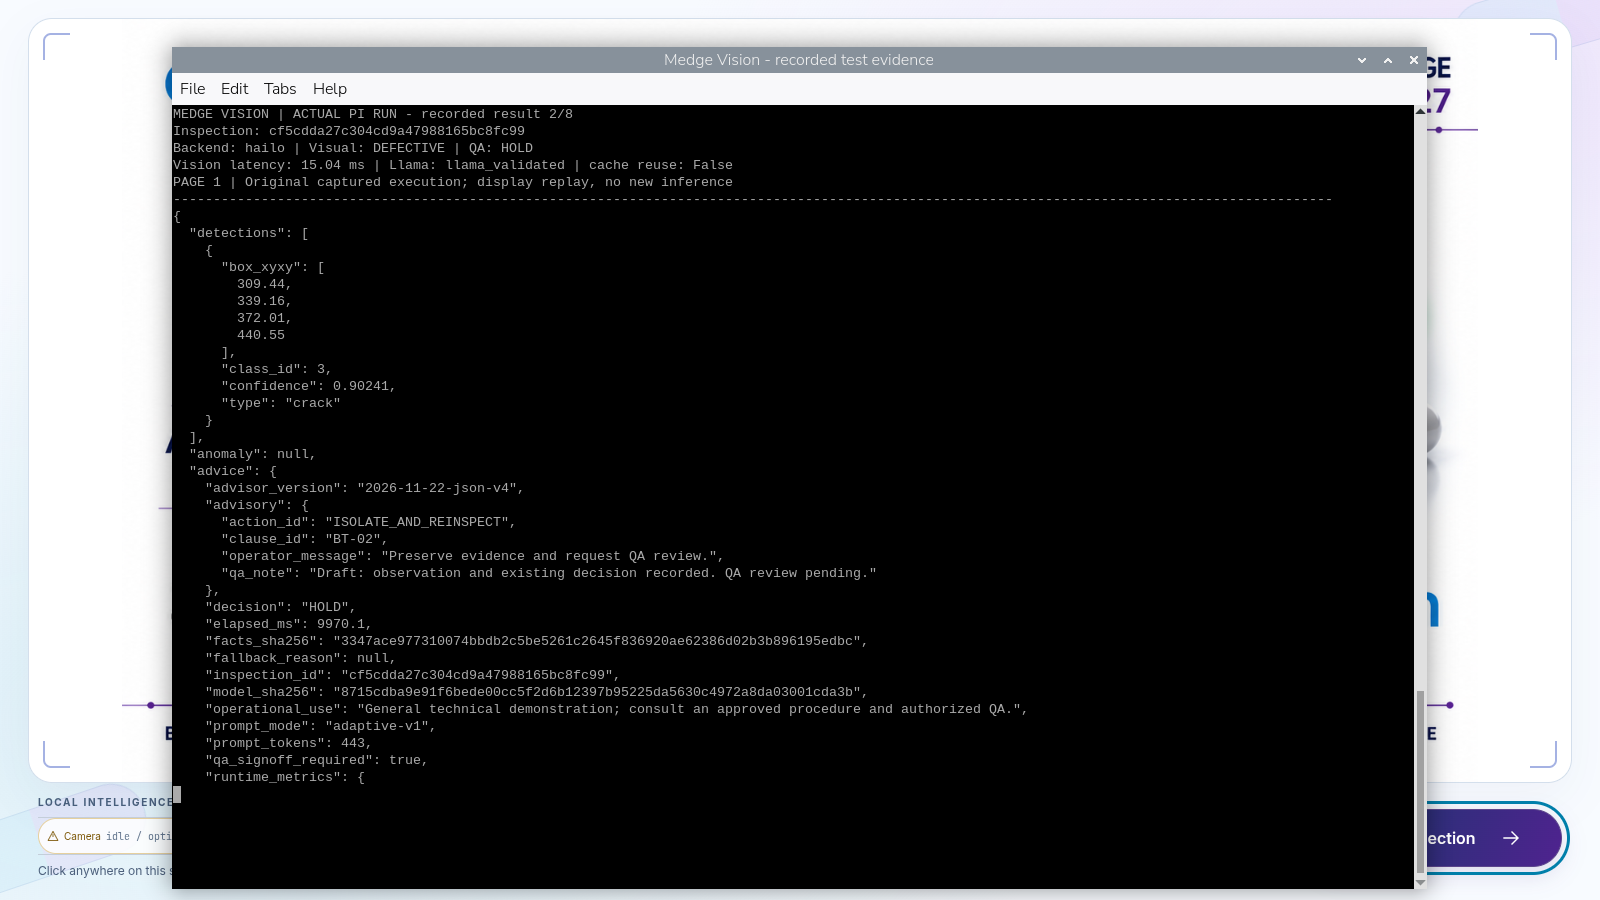 Medge Vision - recorded test evidence
File Edit Tabs Help
MEDGE VISION | ACTUAL PI RUN - recorded result 2/8
Inspection: cf5cdda27c304cd9a47988165bc8fc99
Backend: hailo | Visual: DEFECTIVE | QA: HOLD
Vision latency: 15.04 ms | Llama: llama_validated | cache reuse: False
PAGE 1 | Original captured execution; display replay, no new inference
-------------------------------------------------------------------------------------------------------------------------------------------------
{
  "detections": [
    {
      "box_xyxy": [
        309.44,
        339.16,
        372.01,
        440.55
      ],
      "class_id": 3,
      "confidence": 0.90241,
      "type": "crack"
    }
  ],
  "anomaly": null,
  "advice": {
    "advisor_version": "2026-11-22-json-v4",
    "advisory": {
      "action_id": "ISOLATE_AND_REINSPECT",
      "clause_id": "BT-02",
      "operator_message": "Preserve evidence and request QA review.",
      "qa_note": "Draft: observation and existing decision recorded. QA review pending."
    },
    "decision": "HOLD",
    "elapsed_ms": 9970.1,
    "facts_sha256": "3347ace977310074bbdb2c5be5261c2645f836920ae62386d02b3b896195edbc",
    "fallback_reason": null,
    "inspection_id": "cf5cdda27c304cd9a47988165bc8fc99",
    "model_sha256": "8715cdba9e91f6bede00cc5f2d6b12397b95225da5630c4972a8da03001cda3b",
    "operational_use": "General technical demonstration; consult an approved procedure and authorized QA.",
    "prompt_mode": "adaptive-v1",
    "prompt_tokens": 443,
    "qa_signoff_required": true,
    "runtime_metrics": {
GE
27
LOCAL INTELLIGENCE
Camera idle / opti
Click anywhere on this s
ection